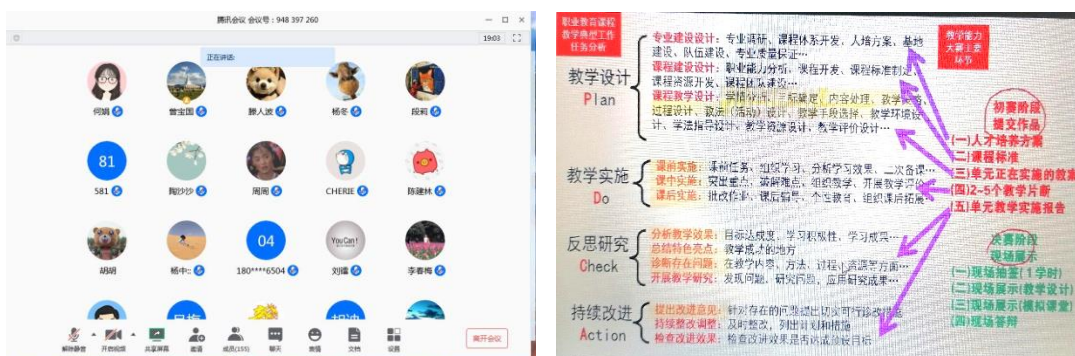 腾讯会议 会议号：948 397 260
19:03
正在讲话:
何娟
曾宝国
滕人波
杨冬
段莉
81
581
陶沙沙
周周
CHERIE
陈建林
04
You Can!
胡胡
杨中::
180****6504
刘镭
李春梅
解除静音
开启视频
共享屏幕
邀请
成员(155)
聊天
表情
文档
设置
离开会议
职业教育课程
教学典型工作
任务分析
教学设计
Plan
专业建设设计：专业调研、课程体系开发、人培方案、基地
建设、队伍建设、专业质量保证…
课程建设设计：职业能力分析、课程开发、课程标准制定、
课程资源开发、课程团队建设…
课程教学设计：学情分析、目标确定、内容处理、教学策略、
过程设计、教法（活动）设计、教学手段选择、教学环境设
计、学法指导设计、教学资源设计、教学评价设计…
教学实施
Do
课前实施：课前任务、组织学习、分析学习效果、二次备课…
课中实施：突出重点、破解难点、组织教学、开展教学评价…
课后实施：批改作业、课后辅导、个性教育、组织课后拓展…
反思研究
Check
分析教学效果：目标达成度、学习积极性、学习成果…
总结特色亮点：教学成功的地方
诊断存在问题：在教学内容、方法、过程、资源等方面…
开展教学研究：发现问题、研究问题，应用研究成果…
持续改进
Action
提出改进意见：针对存在的问题提出切实可行诊改
持续整改调整：及时整改，列出计划和措施
检查改进效果：检查改进效果是否达成诊改目标
教学能力
大赛主要
环节
初赛阶段
提交作品
(一)人才培养方案
(二)课程标准
(三)单元正在实施的教案
(四)2-5个教学片断
(五)单元教学实施报告
决赛阶段
现场展示
(一)现场抽签(1学时)
(二)现场展示(教学设计)
(三)现场展示(模拟课堂)
(四)现场答辩